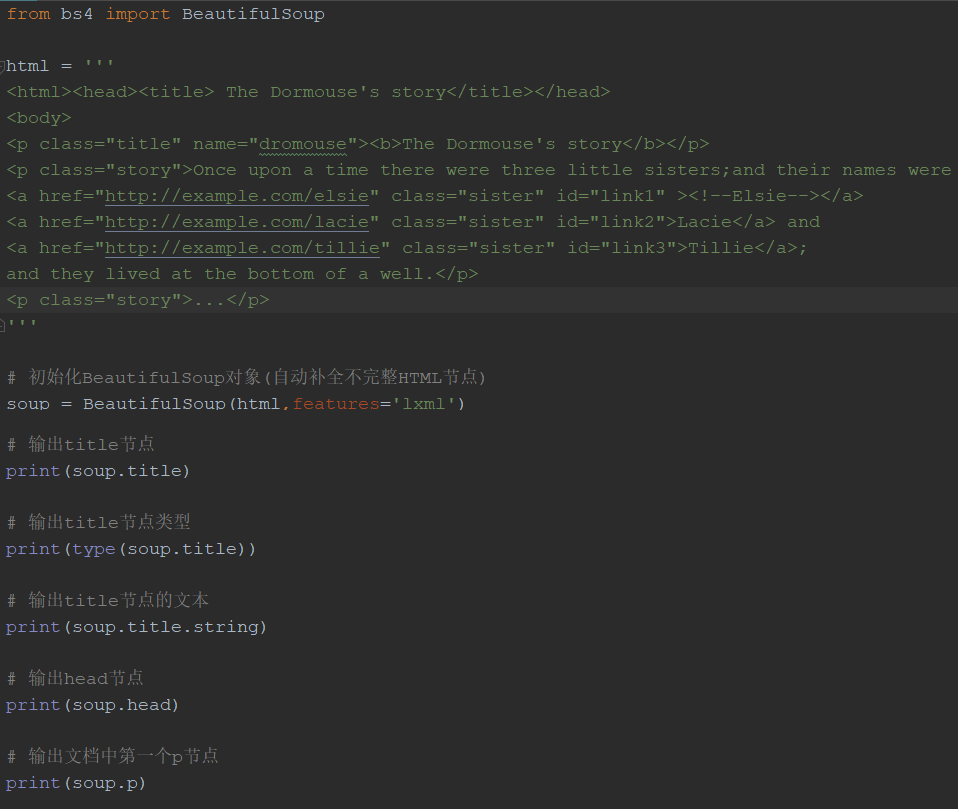 from bs4 import BeautifulSoup
html = '''
<html><head><title> The Dormouse's story</title></head>
<body>
<p class="title" name="dromouse"><b>The Dormouse's story</b></p>
<p class="story">Once upon a time there were three little sisters;and their names were
<a href="http://example.com/elsie" class="sister" id="link1" ><!--Elsie--></a>
<a href="http://example.com/lacie" class="sister" id="link2">Lacie</a> and
<a href="http://example.com/tillie" class="sister" id="link3">Tillie</a>;
and they lived at the bottom of a well.</p>
<p class="story">...</p>
'''
# 初始化BeautifulSoup对象(自动补全不完整HTML节点)
soup = BeautifulSoup(html,features='lxml')
# 输出title节点
print(soup.title)
# 输出title节点类型
print(type(soup.title))
# 输出title节点的文本
print(soup.title.string)
# 输出head节点
print(soup.head)
# 输出文档中第一个p节点
print(soup.p)